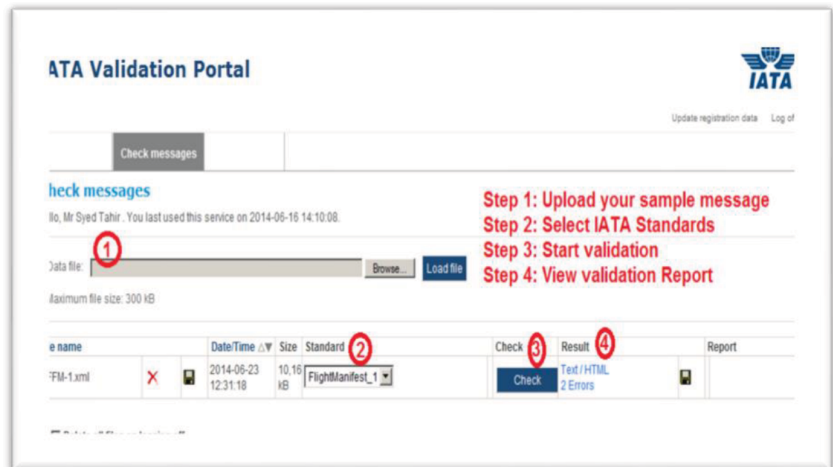 ATA Validation Portal
IATA
Update registration data Log of
Check messages
heck messages
llo, Mr Syed Tahir . You last used this service on 2014-06-16 14:10:08.
Step 1: Upload your sample message
Step 2: Select IATA Standards
Step 3: Start validation
Step 4: View validation Report
1
Data file: Browse... Load file
Maximum file size: 300 kB
e name Date/Time Size Standard 2 Check 3 Result 4 Report
FFM-1.xml 2014-06-23 12:31:18 10,16 kB FlightManifest_1 Check Text / HTML 2 Errors